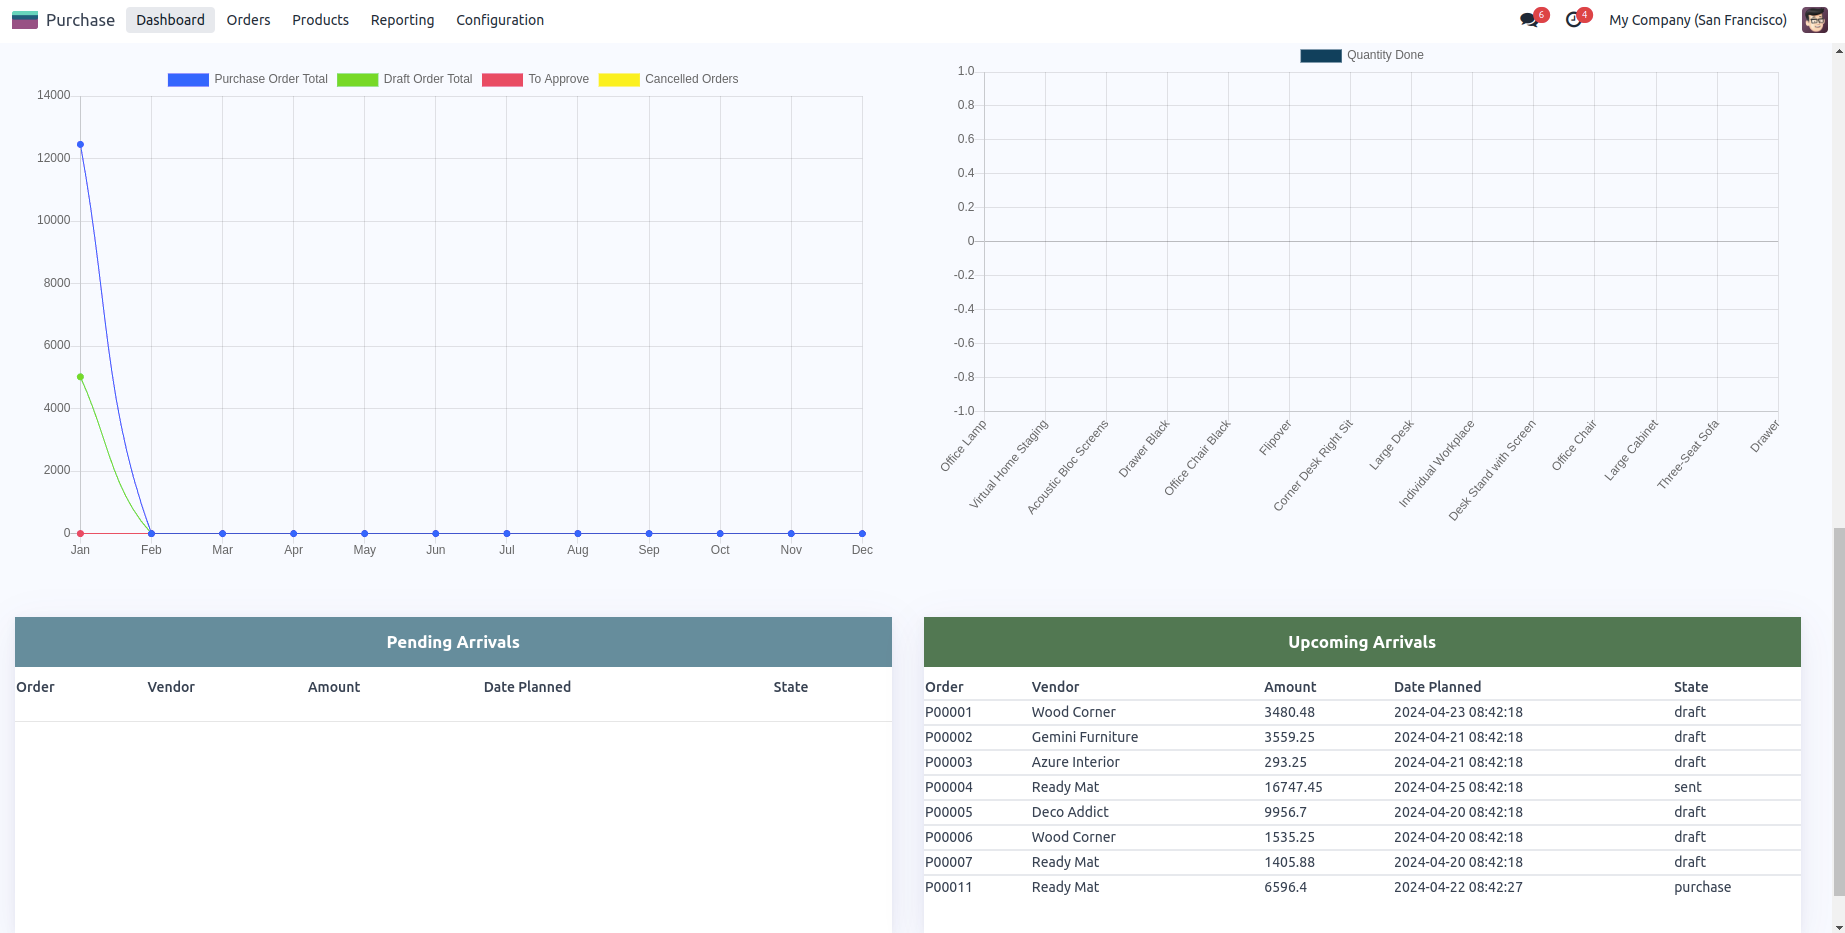 Purchase Dashboard Orders Products Reporting Configuration 6 4 My Company (San Francisco)
Purchase Order Total Draft Order Total To Approve Cancelled Orders
14000
12000
10000
8000
6000
4000
2000
0
Jan Feb Mar Apr May Jun Jul Aug Sep Oct Nov Dec
Quantity Done
1.0
0.8
0.6
0.4
0.2
0
-0.2
-0.4
-0.6
-0.8
-1.0
Office Lamp
Virtual Home Staging
Acoustic Bloc Screens
Drawer Black
Office Chair Black
Flipover
Corner Desk Right Sit
Large Desk
Individual Workplace
Desk Stand with Screen
Office Chair
Large Cabinet
Three-Seat Sofa
Drawer
Pending Arrivals
Order Vendor Amount Date Planned State
Upcoming Arrivals
Order Vendor Amount Date Planned State
P00001 Wood Corner 3480.48 2024-04-23 08:42:18 draft
P00002 Gemini Furniture 3559.25 2024-04-21 08:42:18 draft
P00003 Azure Interior 293.25 2024-04-21 08:42:18 draft
P00004 Ready Mat 16747.45 2024-04-25 08:42:18 sent
P00005 Deco Addict 9956.7 2024-04-20 08:42:18 draft
P00006 Wood Corner 1535.25 2024-04-20 08:42:18 draft
P00007 Ready Mat 1405.88 2024-04-20 08:42:18 draft
P00011 Ready Mat 6596.4 2024-04-22 08:42:27 purchase